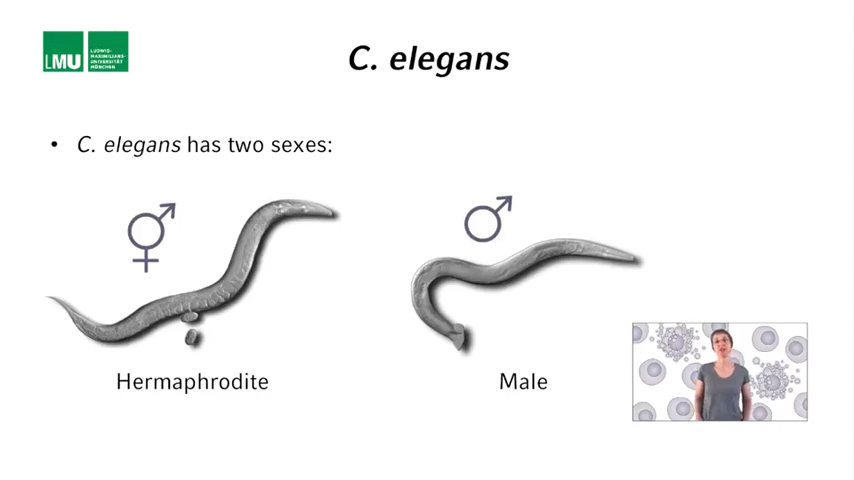 LMU
LUDWIG-
MAXIMILIANS-
UNIVERSITÄT
MÜNCHEN
C. elegans
• C. elegans has two sexes:
Hermaphrodite
Male